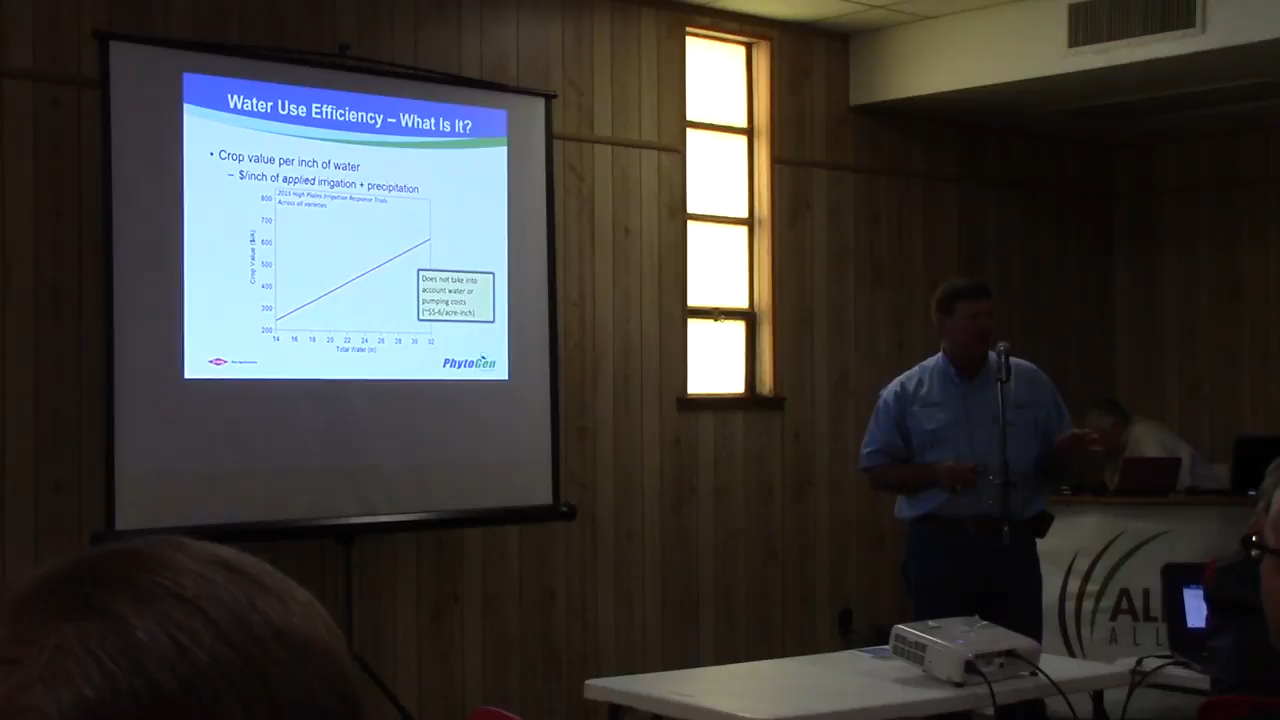 Water Use Efficiency – What Is It?
• Crop value per inch of water
– $/inch of applied irrigation + precipitation
2015 High Plains Irrigation Response Trials
Across all varieties
800
700
600
500
400
300
200
Crop Value ($/A)
14 16 18 20 22 24 26 28 30 32
Total Water (in)
Does not take into
account water or
pumping costs
(~$5-6/acre-inch)
PhytoGen
AL
ALL